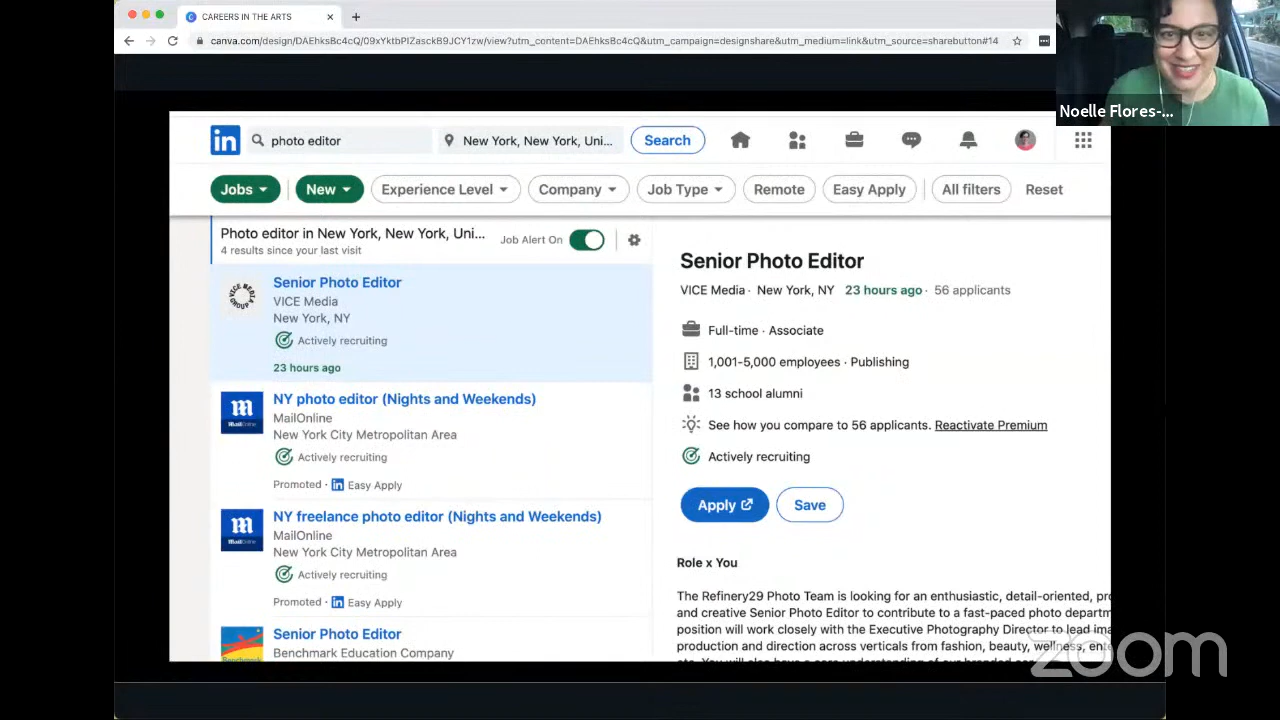 CAREERS IN THE ARTS
canva.com/design/DAEhksBc4cQ/09xYktbPIZasckB9JCY1zw/view?utm_content=DAEhksBc4cQ&utm_campaign=designshare&utm_medium=link&utm_source=sharebutton#14
Noelle Flores-...
in
photo editor
New York, New York, Uni...
Search
Jobs
New
Experience Level
Company
Job Type
Remote
Easy Apply
All filters
Reset
Photo editor in New York, New York, Uni...
Job Alert On
4 results since your last visit
Senior Photo Editor
VICE MEDIA GROUP
VICE Media
New York, NY
Actively recruiting
23 hours ago
NY photo editor (Nights and Weekends)
m
MailOnline
MailOnline
New York City Metropolitan Area
Actively recruiting
Promoted · in Easy Apply
NY freelance photo editor (Nights and Weekends)
m
MailOnline
MailOnline
New York City Metropolitan Area
Actively recruiting
Promoted · in Easy Apply
Senior Photo Editor
Benchmark
Benchmark Education Company
Senior Photo Editor
VICE Media · New York, NY 23 hours ago · 56 applicants
Full-time · Associate
1,001-5,000 employees · Publishing
13 school alumni
See how you compare to 56 applicants. Reactivate Premium
Actively recruiting
Apply
Save
Role x You
The Refinery29 Photo Team is looking for an enthusiastic, detail-oriented, pro
and creative Senior Photo Editor to contribute to a fast-paced photo departm
position will work closely with the Executive Photography Director to lead ima
production and direction across verticals from fashion, beauty, wellness, ente
zoom